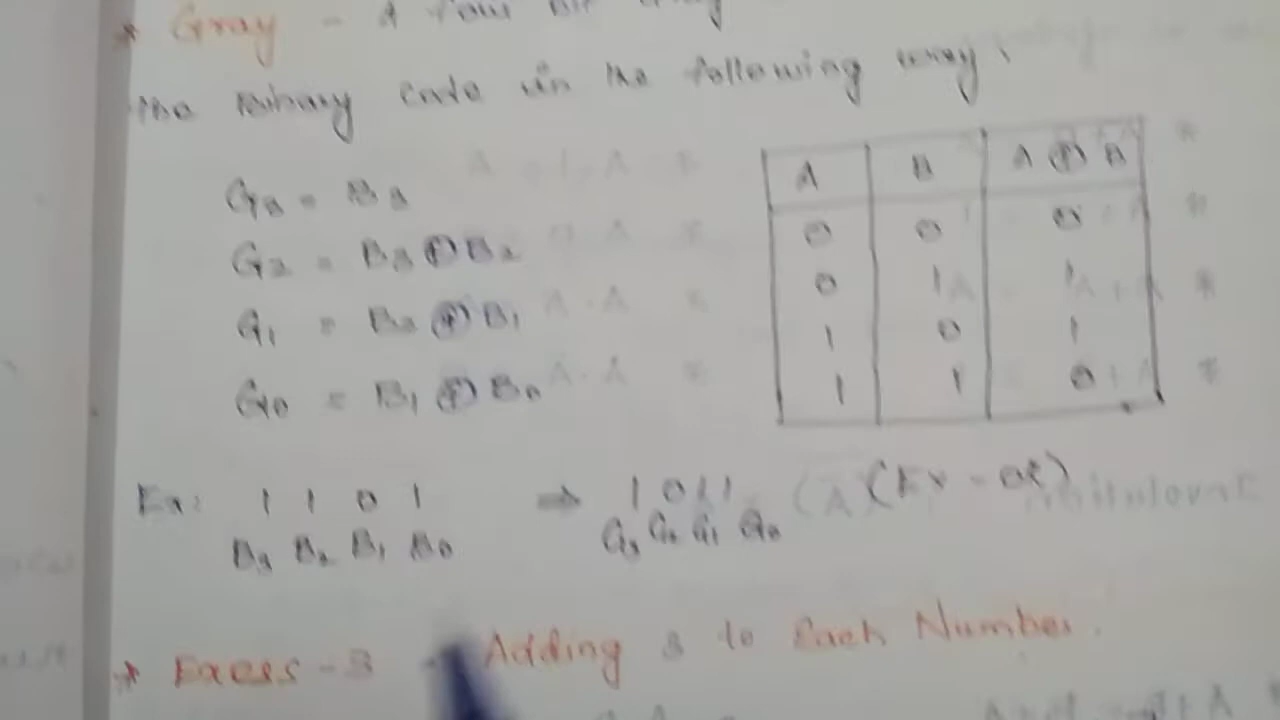 * Gray - A four bit Gray
the Binary code in the following way.
G3 = B3
G2 = B3 ⊕ B2
G1 = B2 ⊕ B1
G0 = B1 ⊕ B0
A B A ⊕ B
0 0 0
0 1 1
1 0 1
1 1 0
(Ex-OR)
Ex: 1 1 0 1 ⇒ 1 0 1 1
B3 B2 B1 B0 G3 G2 G1 G0
* Excess-3 - Adding 3 to Each Number.